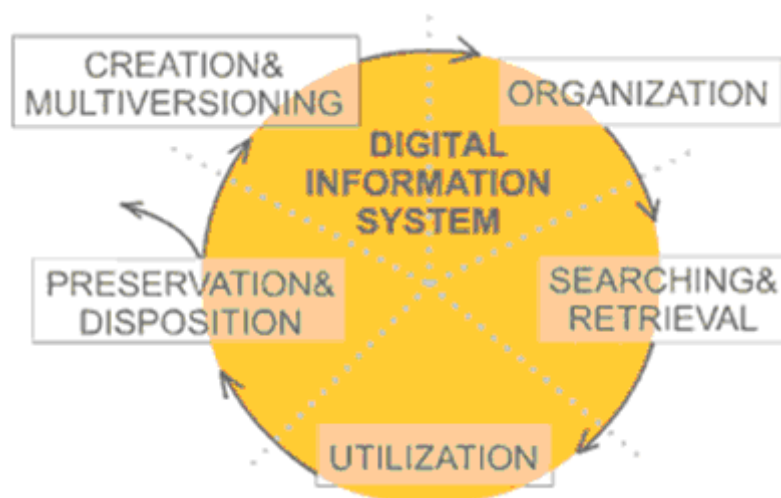 CREATION&
MULTIVERSIONING
ORGANIZATION
DIGITAL
INFORMATION
SYSTEM
PRESERVATION&
DISPOSITION
SEARCHING&
RETRIEVAL
UTILIZATION